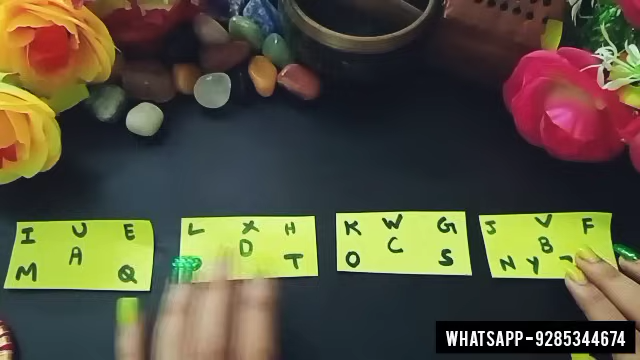 I U E
A
M Q
L X H
D
T
K W G
C
O S
J V F
B
N Y
WHATSAPP-9285344674